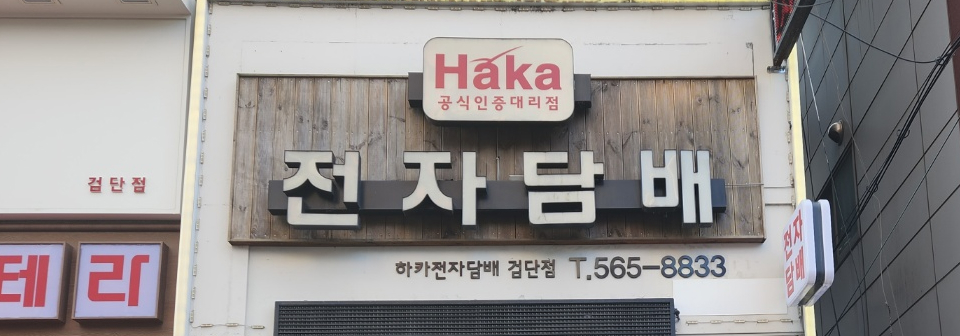 Haka
공식인증대리점
전자담배
하카전자담배 검단점 T.565-8833
검단점
테라
전자
담배